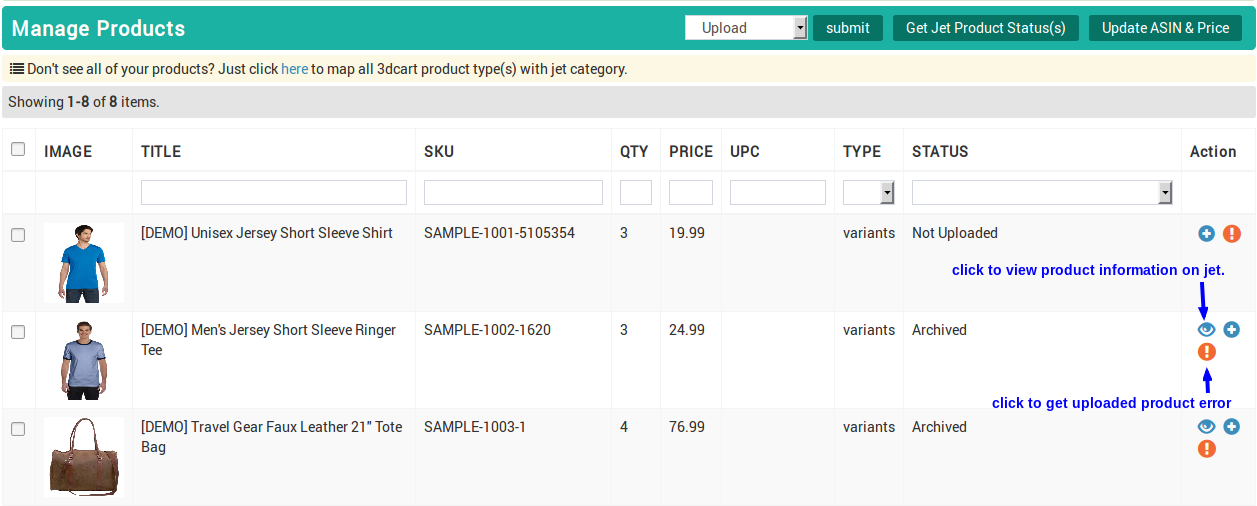 Manage Products
Upload
submit
Get Jet Product Status(s)
Update ASIN & Price
Don't see all of your products? Just click here to map all 3dcart product type(s) with jet category.
Showing 1-8 of 8 items.
IMAGE TITLE SKU QTY PRICE UPC TYPE STATUS Action
[DEMO] Unisex Jersey Short Sleeve Shirt SAMPLE-1001-5105354 3 19.99 variants Not Uploaded
click to view product information on jet.
[DEMO] Men's Jersey Short Sleeve Ringer SAMPLE-1002-1620 3 24.99 variants Archived
Tee
click to get uploaded product error
[DEMO] Travel Gear Faux Leather 21" Tote SAMPLE-1003-1 4 76.99 variants Archived
Bag